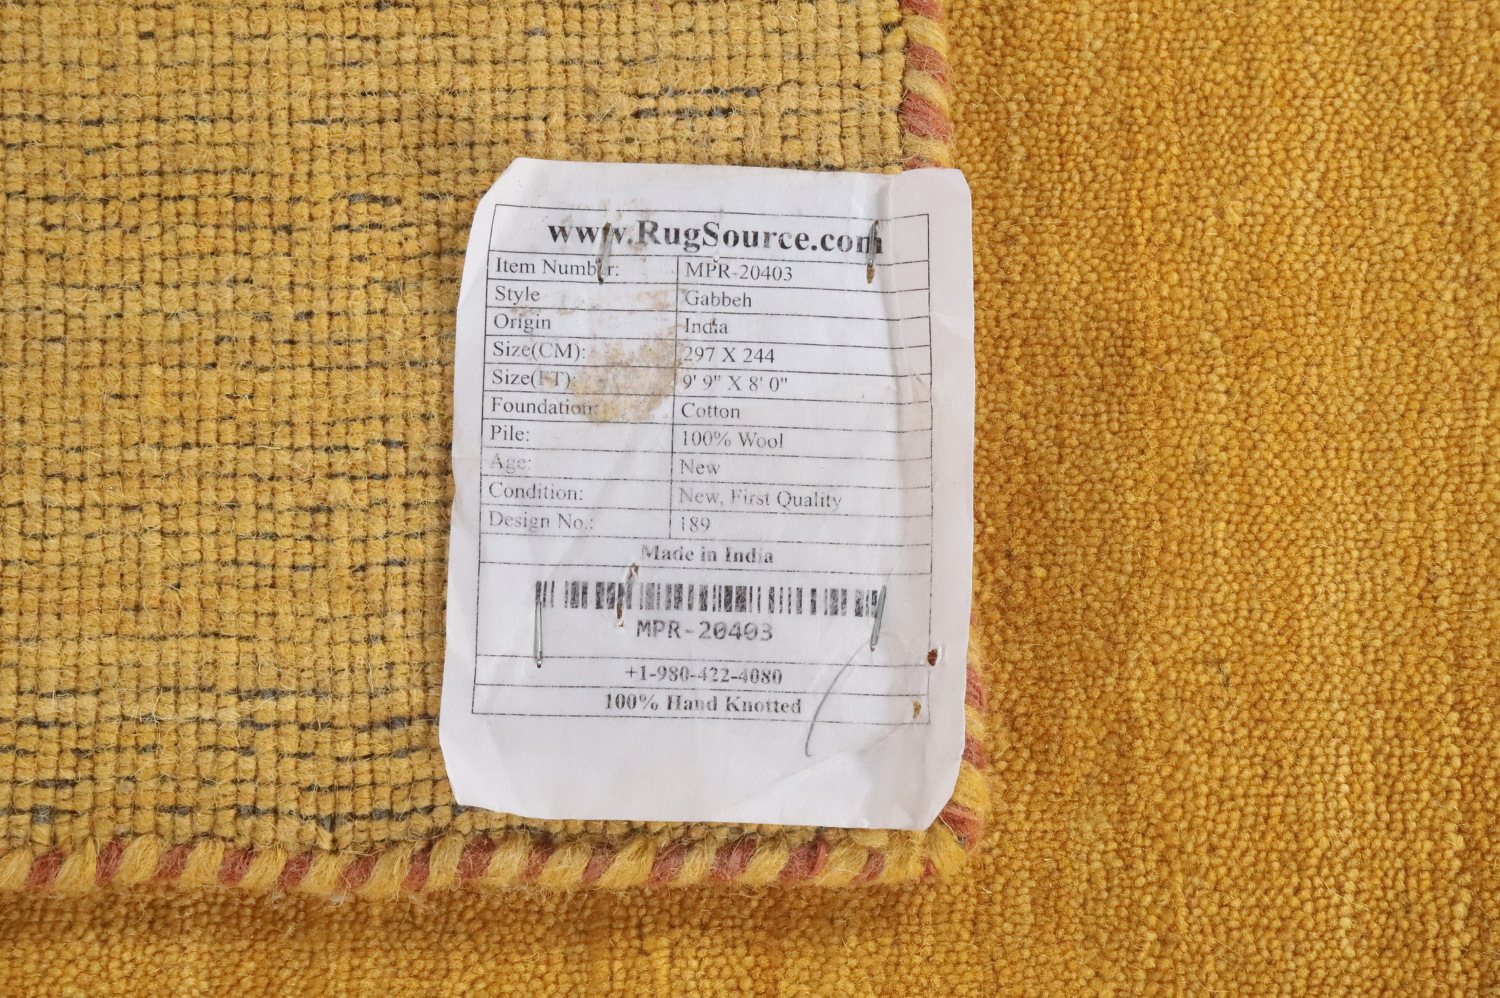 www.RugSource.com
Item Number: MPR-20403
Style Gabbeh
Origin India
Size(CM): 297 X 244
Size(FT) 9' 9" X 8' 0"
Foundation: Cotton
Pile: 100% Wool
Age: New
Condition: New, First Quality
Design No.: 189
Made in India
MPR-20403
+1-980-422-4080
100% Hand Knotted